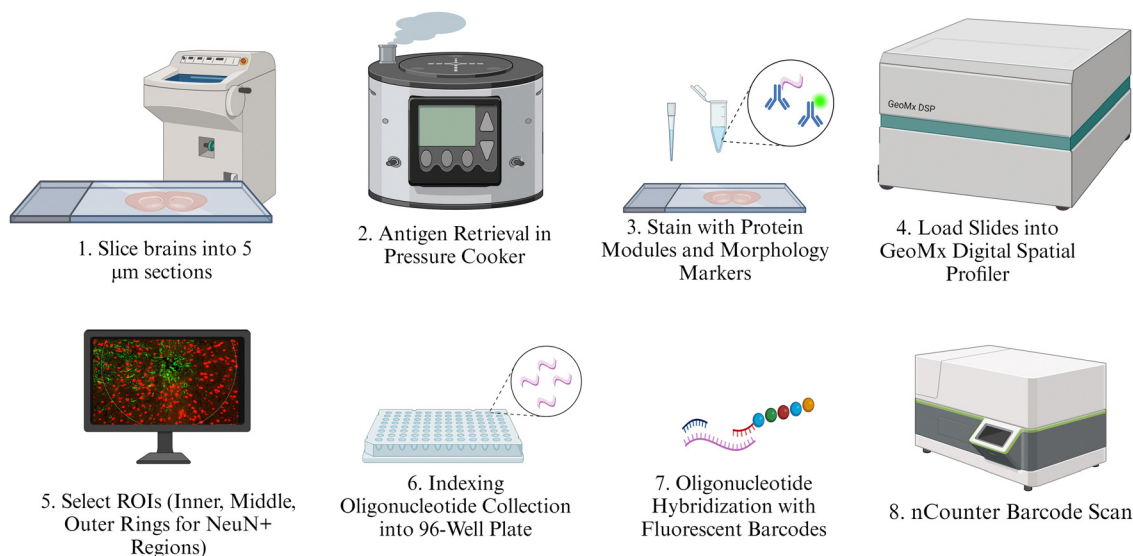 GeoMx DSP
1. Slice brains into 5
µm sections
2. Antigen Retrieval in
Pressure Cooker
3. Stain with Protein
Modules and Morphology
Markers
4. Load Slides into
GeoMx Digital Spatial
Profiler
5. Select ROIs (Inner, Middle,
Outer Rings for NeuN+
Regions)
6. Indexing
Oligonucleotide Collection
into 96-Well Plate
7. Oligonucleotide
Hybridization with
Fluorescent Barcodes
8. nCounter Barcode Scan